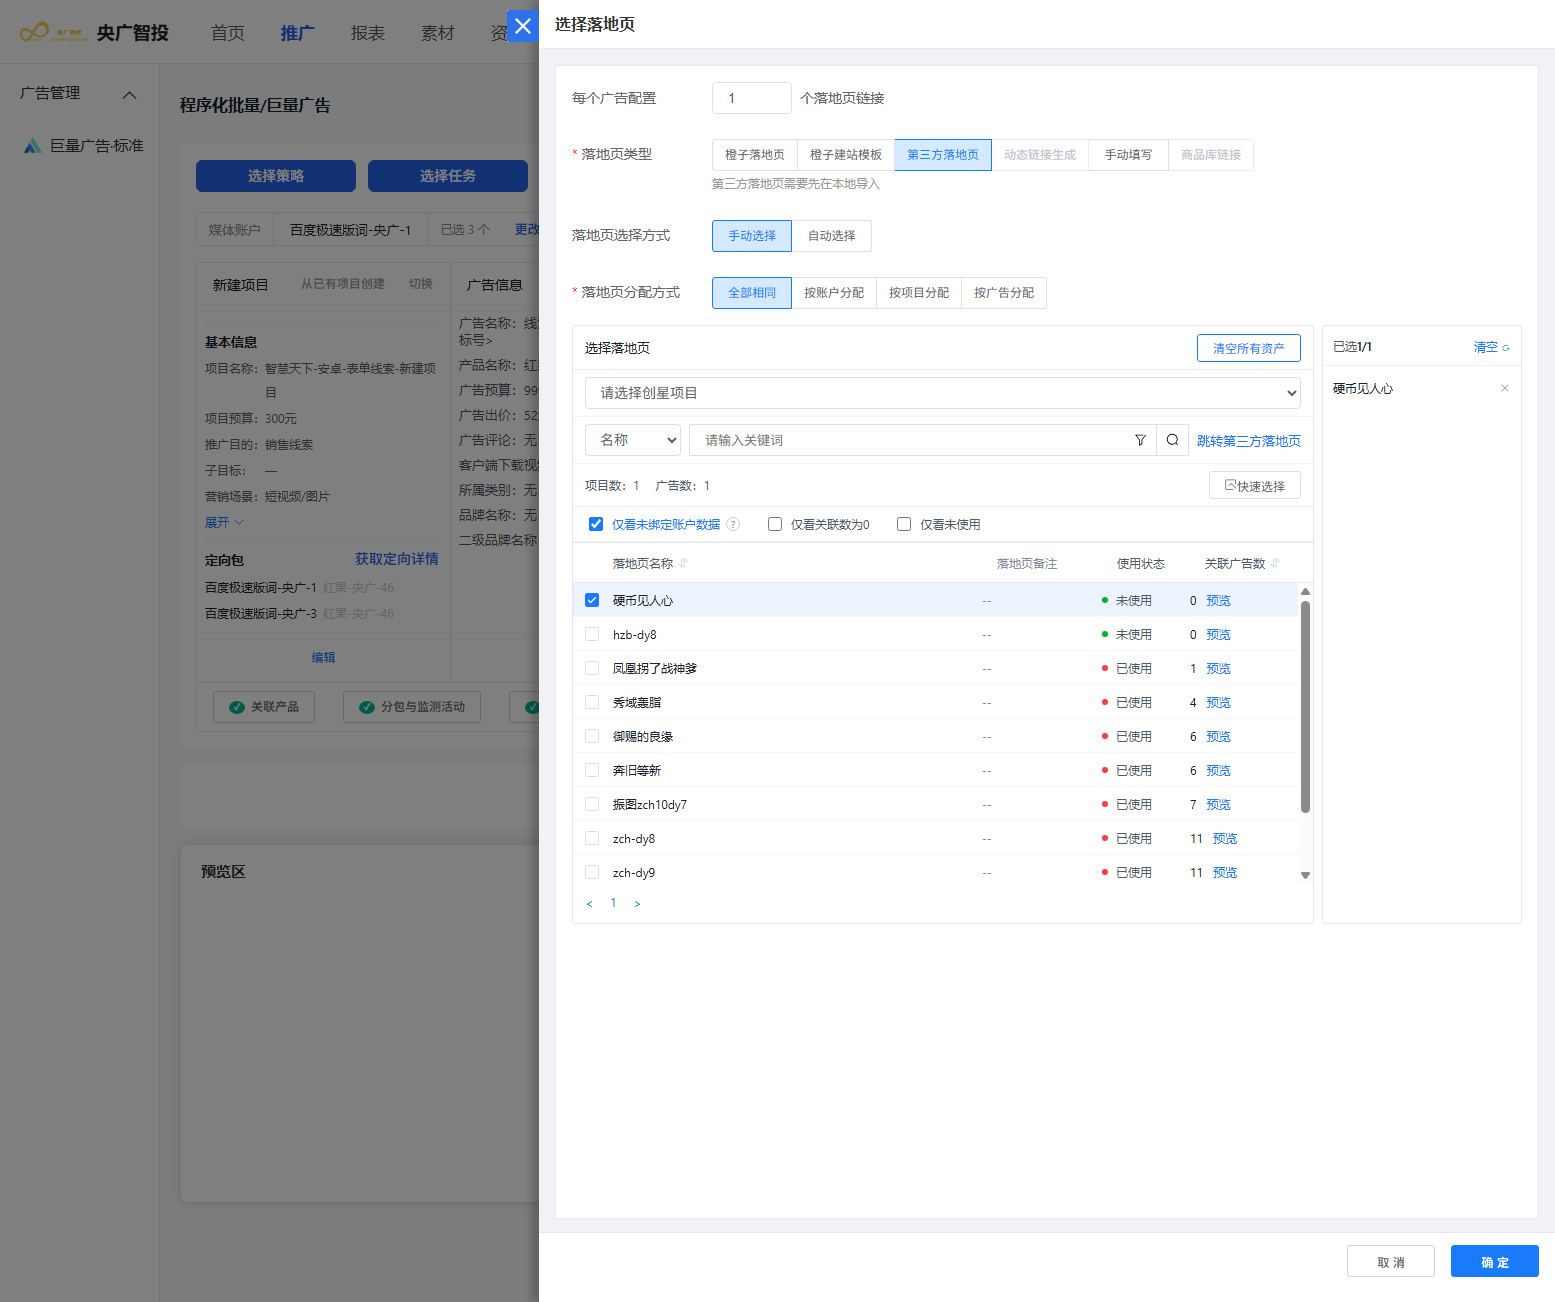 央广智投
首页
推广
报表
素材
资
广告管理
巨量广告·标准
程序化批量/巨量广告
选择策略
选择任务
媒体账户
百度极速版词-央广-1
已选 3 个
更改
新建项目
从已有项目创建
切换
广告信息
基本信息
项目名称: 智慧天下-安卓-表单线索-新建项目
项目预算: 300元
推广目的: 销售线索
子目标: —
营销场景: 短视频/图片
展开
定向包
获取定向详情
百度极速版词-央广-1 红果-央广-46
百度极速版词-央广-3 红果-央广-46
编辑
关联产品
分包与监测活动
标号>
产品名称: 红
广告预算: 99
广告出价: 52
广告评论: 无
客户端下载视
所属类别: 无
品牌名称: 无
二级品牌名称
预览区
选择落地页
每个广告配置
1
个落地页链接
* 落地页类型
橙子落地页
橙子建站模板
第三方落地页
动态链接生成
手动填写
商品库链接
第三方落地页需要先在本地导入
落地页选择方式
手动选择
自动选择
* 落地页分配方式
全部相同
按账户分配
按项目分配
按广告分配
选择落地页
清空所有资产
请选择创星项目
名称
请输入关键词
跳转第三方落地页
项目数: 1 广告数: 1
快速选择
仅看未绑定账户数据 ?
仅看关联数为0
仅看未使用
落地页名称
落地页备注
使用状态
关联广告数
硬币见人心 -- 未使用 0 预览
hzb-dy8 -- 未使用 0 预览
凤凰拐了战神爹 -- 已使用 1 预览
秀域轰脂 -- 已使用 4 预览
御赐的良缘 -- 已使用 6 预览
奔旧等新 -- 已使用 6 预览
振图zch10dy7 -- 已使用 7 预览
zch-dy8 -- 已使用 11 预览
zch-dy9 -- 已使用 11 预览
< 1 >
已选1/1
清空
硬币见人心
取 消
确 定